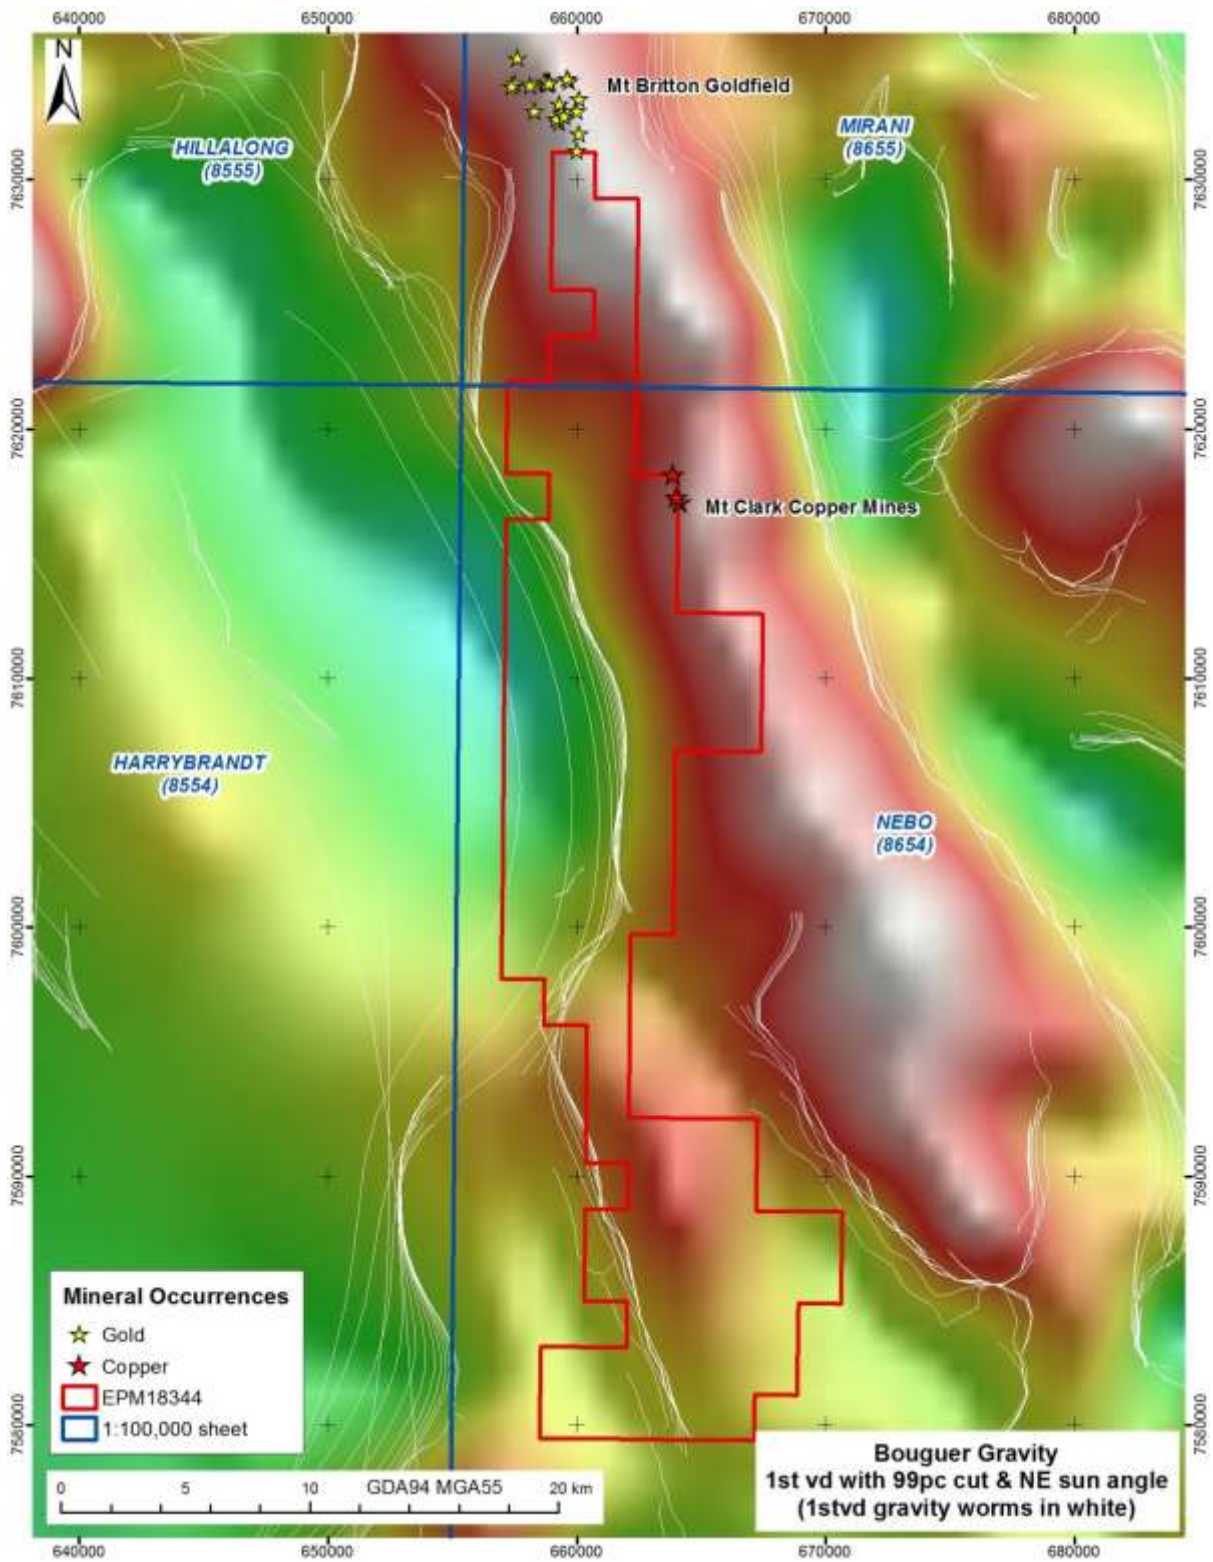 640000 650000 660000 670000 680000
N
Mt Britton Goldfield
HILLALONG
(8555)
MIRANI
(8655)
7630000 7630000
7620000 7620000
Mt Clark Copper Mines
7610000 7610000
HARRYBRANDT
(8554)
NEBO
(8654)
7600000 7600000
7590000 7590000
Mineral Occurrences
Gold
Copper
EPM18344
1:100,000 sheet
7580000 7580000
Bouguer Gravity
1st vd with 99pc cut & NE sun angle
(1stvd gravity worms in white)
0 5 10 GDA94 MGA55 20 km
640000 650000 660000 670000 680000